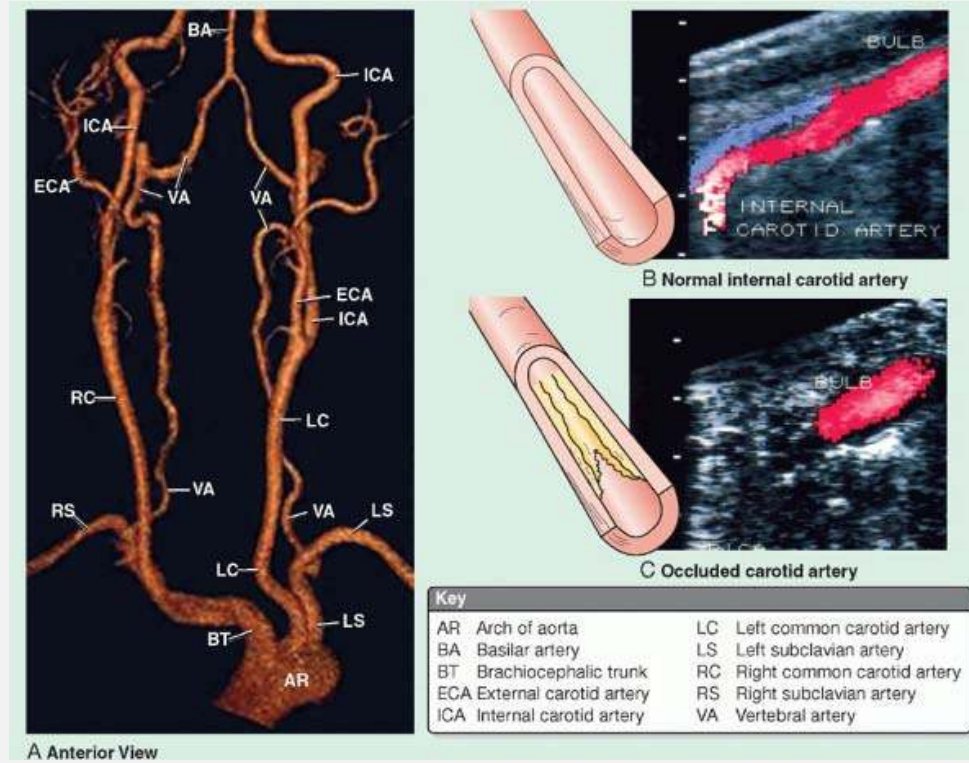 BA
ICA
ICA
ECA
VA
VA
ECA
ICA
RC
LC
VA
RS
VA
LS
LC
LS
BT
AR
A Anterior View
BULB
INTERNAL
CAROTID ARTERY
B Normal internal carotid artery
BULB
C Occluded carotid artery
Key
AR Arch of aorta
BA Basilar artery
BT Brachiocephalic trunk
ECA External carotid artery
ICA Internal carotid artery
LC Left common carotid artery
LS Left subclavian artery
RC Right common carotid artery
RS Right subclavian artery
VA Vertebral artery